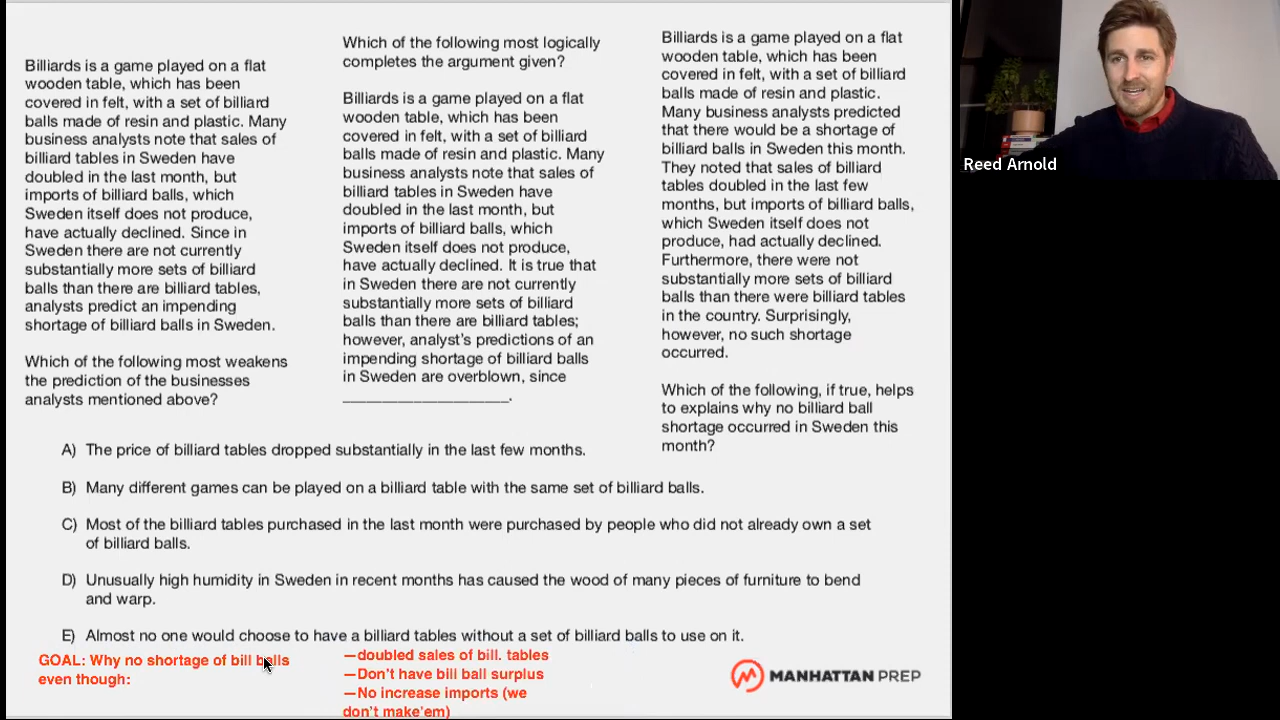 Billiards is a game played on a flat
wooden table, which has been
covered in felt, with a set of billiard
balls made of resin and plastic. Many
business analysts note that sales of
billiard tables in Sweden have
doubled in the last month, but
imports of billiard balls, which
Sweden itself does not produce,
have actually declined. Since in
Sweden there are not currently
substantially more sets of billiard
balls than there are billiard tables,
analysts predict an impending
shortage of billiard balls in Sweden.
Which of the following most weakens
the prediction of the businesses
analysts mentioned above?
Which of the following most logically
completes the argument given?
Billiards is a game played on a flat
wooden table, which has been
covered in felt, with a set of billiard
balls made of resin and plastic. Many
business analysts note that sales of
billiard tables in Sweden have
doubled in the last month, but
imports of billiard balls, which
Sweden itself does not produce,
have actually declined. It is true that
in Sweden there are not currently
substantially more sets of billiard
balls than there are billiard tables;
however, analyst's predictions of an
impending shortage of billiard balls
in Sweden are overblown, since
____________________.
Billiards is a game played on a flat
wooden table, which has been
covered in felt, with a set of billiard
balls made of resin and plastic.
Many business analysts predicted
that there would be a shortage of
billiard balls in Sweden this month.
They noted that sales of billiard
tables doubled in the last few
months, but imports of billiard balls,
which Sweden itself does not
produce, had actually declined.
Furthermore, there were not
substantially more sets of billiard
balls than there were billiard tables
in the country. Surprisingly,
however, no such shortage
occurred.
Which of the following, if true, helps
to explains why no billiard ball
shortage occurred in Sweden this
month?
A) The price of billiard tables dropped substantially in the last few months.
B) Many different games can be played on a billiard table with the same set of billiard balls.
C) Most of the billiard tables purchased in the last month were purchased by people who did not already own a set
of billiard balls.
D) Unusually high humidity in Sweden in recent months has caused the wood of many pieces of furniture to bend
and warp.
E) Almost no one would choose to have a billiard tables without a set of billiard balls to use on it.
GOAL: Why no shortage of bill balls
even though:
—doubled sales of bill. tables
—Don't have bill ball surplus
—No increase imports (we
don't make'em)
MANHATTAN PREP
Reed Arnold